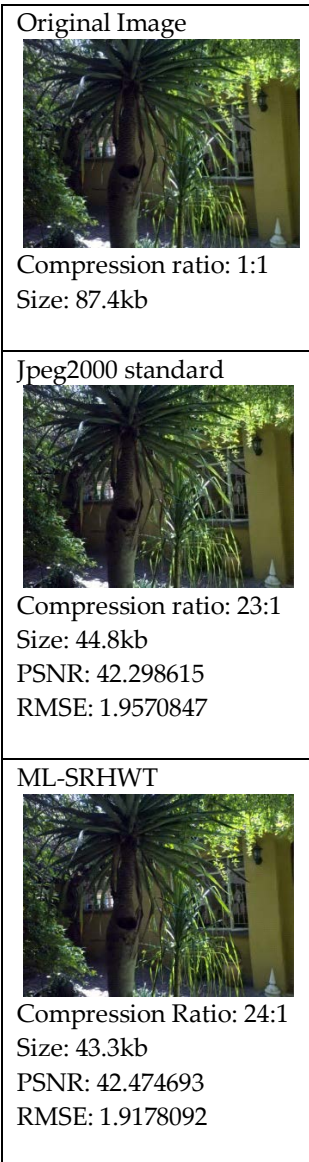 Original Image
Compression ratio: 1:1
Size: 87.4kb
Jpeg2000 standard
Compression ratio: 23:1
Size: 44.8kb
PSNR: 42.298615
RMSE: 1.9570847
ML-SRHWT
Compression Ratio: 24:1
Size: 43.3kb
PSNR: 42.474693
RMSE: 1.9178092